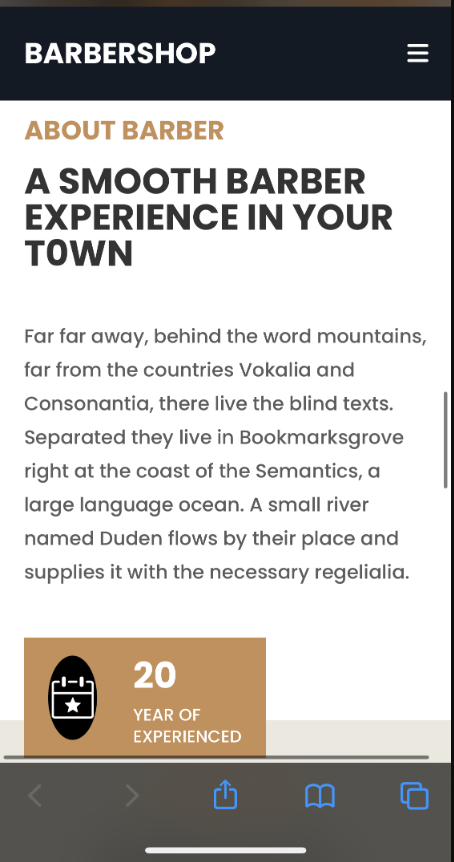 BARBERSHOP
ABOUT BARBER
A SMOOTH BARBER
EXPERIENCE IN YOUR
T0WN
Far far away, behind the word mountains,
far from the countries Vokalia and
Consonantia, there live the blind texts.
Separated they live in Bookmarksgrove
right at the coast of the Semantics, a
large language ocean. A small river
named Duden flows by their place and
supplies it with the necessary regelialia.
20
YEAR OF
EXPERIENCED